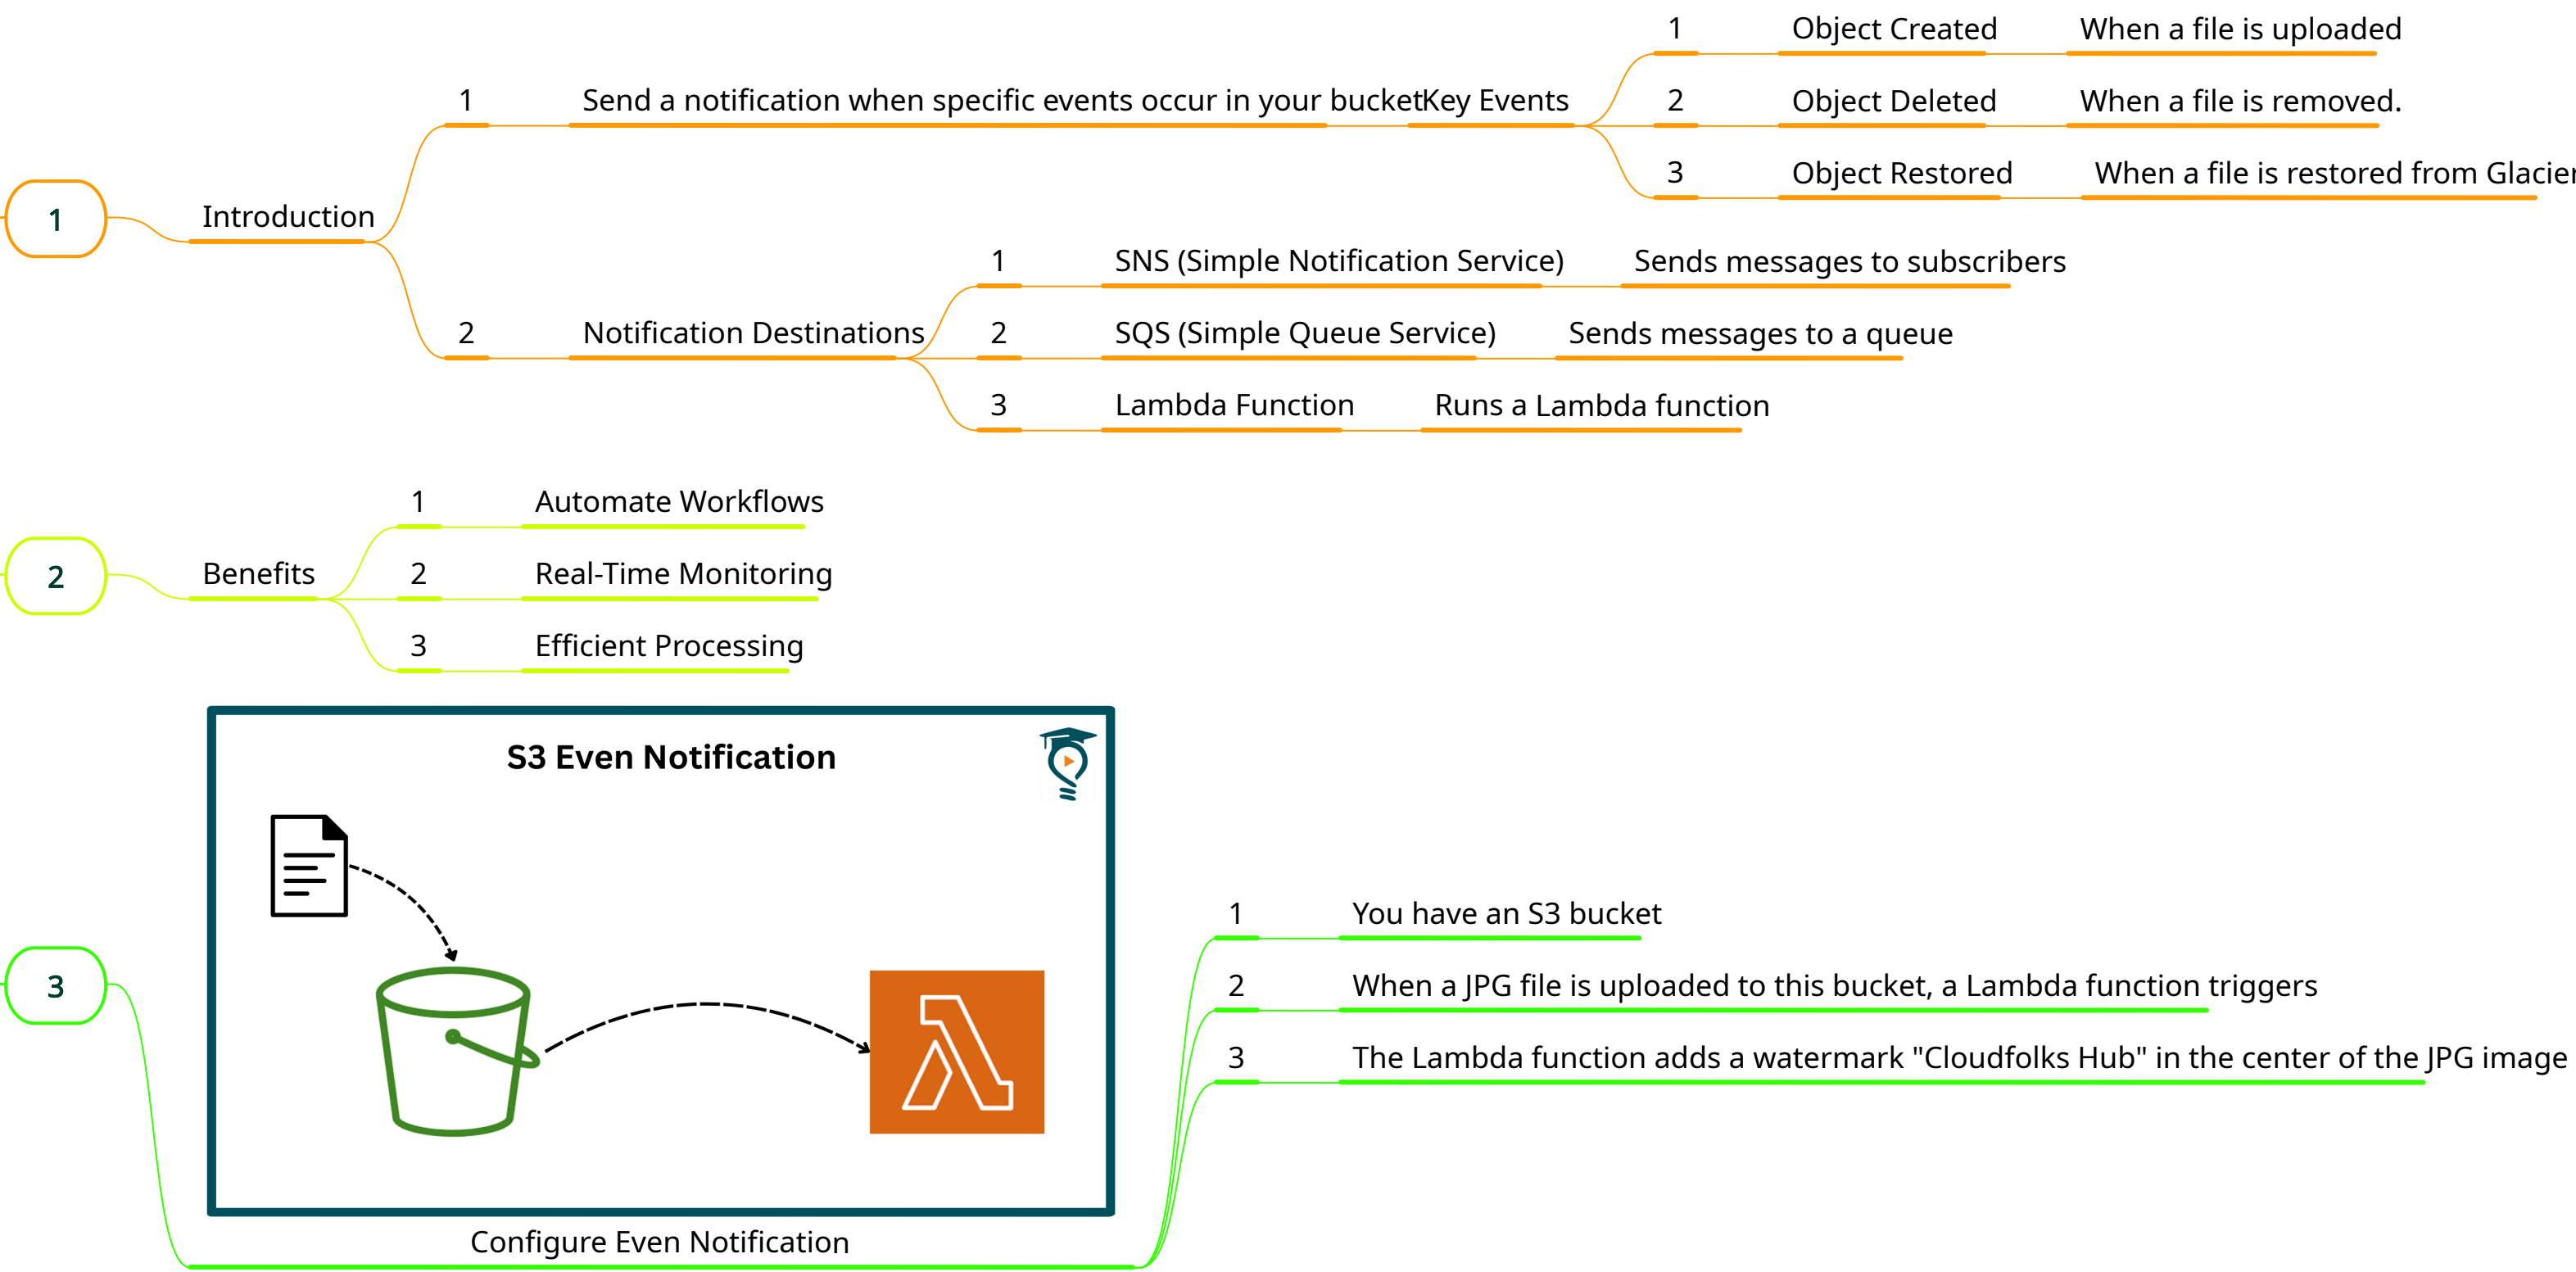 1 Object Created When a file is uploaded
1 Send a notification when specific events occur in your bucket Key Events 2 Object Deleted When a file is removed.
3 Object Restored When a file is restored from Glacier
1 Introduction
1 SNS (Simple Notification Service) Sends messages to subscribers
2 Notification Destinations 2 SQS (Simple Queue Service) Sends messages to a queue
3 Lambda Function Runs a Lambda function
1 Automate Workflows
2 Benefits 2 Real-Time Monitoring
3 Efficient Processing
S3 Even Notification
1 You have an S3 bucket
3 2 When a JPG file is uploaded to this bucket, a Lambda function triggers
3 The Lambda function adds a watermark "Cloudfolks Hub" in the center of the JPG image
Configure Even Notification